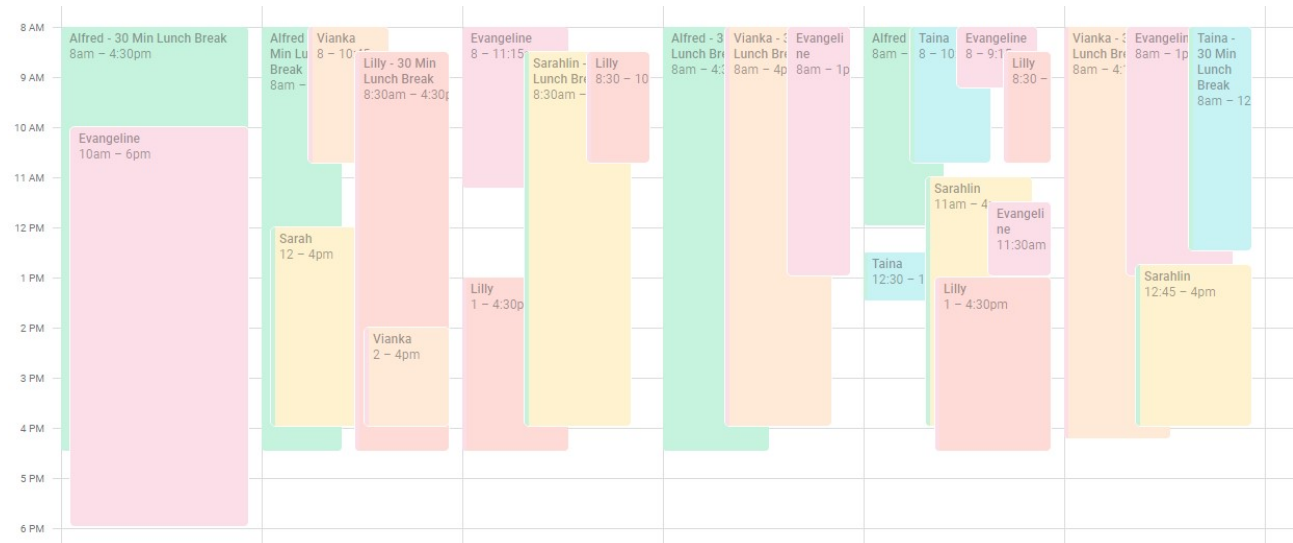 8 AM
9 AM
10 AM
11 AM
12 PM
1 PM
2 PM
3 PM
4 PM
5 PM
6 PM
Alfred - 30 Min Lunch Break
8am – 4:30pm
Evangeline
10am – 6pm
Alfred
Min Lu
Break
8am –
Vianka
8 – 10:45
Lilly - 30 Min
Lunch Break
8:30am – 4:30p
Sarah
12 – 4pm
Vianka
2 – 4pm
Evangeline
8 – 11:15
Sarahlin -
Lunch Bre
8:30am –
Lilly
8:30 – 10
Lilly
1 – 4:30p
Alfred - 3
Lunch Bre
8am – 4:3
Vianka - 3
Lunch Bre
8am – 4p
Evangeli
ne
8am – 1p
Alfred
8am –
Taina
8 – 10
Evangeline
8 – 9:15
Lilly
8:30 –
Sarahlin
11am – 4
Evangeli
ne
11:30am
Taina
12:30 – 1
Lilly
1 – 4:30pm
Vianka - 3
Lunch Bre
8am – 4:
Evangelin
8am – 1p
Taina -
30 Min
Lunch
Break
8am – 12
Sarahlin
12:45 – 4pm